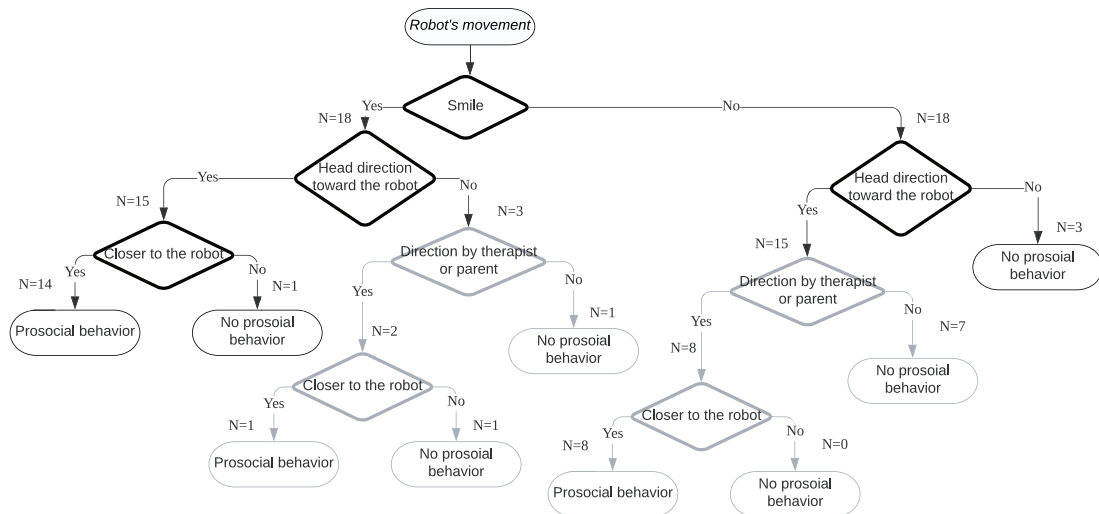 Robot's movement
Smile
Yes
No
N=18
N=18
Head direction
toward the robot
Head direction
toward the robot
Yes
No
Yes
No
N=15
N=3
N=15
N=3
Closer to the robot
Direction by therapist
or parent
Direction by therapist
or parent
No prosoial
behavior
Yes
No
Yes
No
Yes
No
N=14
N=1
N=2
N=1
N=8
N=7
Prosocial behavior
No prosoial
behavior
No prosoial
behavior
No prosoial
behavior
Closer to the robot
Closer to the robot
Yes
No
Yes
No
N=1
N=1
N=8
N=0
Prosocial behavior
No prosoial
behavior
Prosocial behavior
No prosoial
behavior